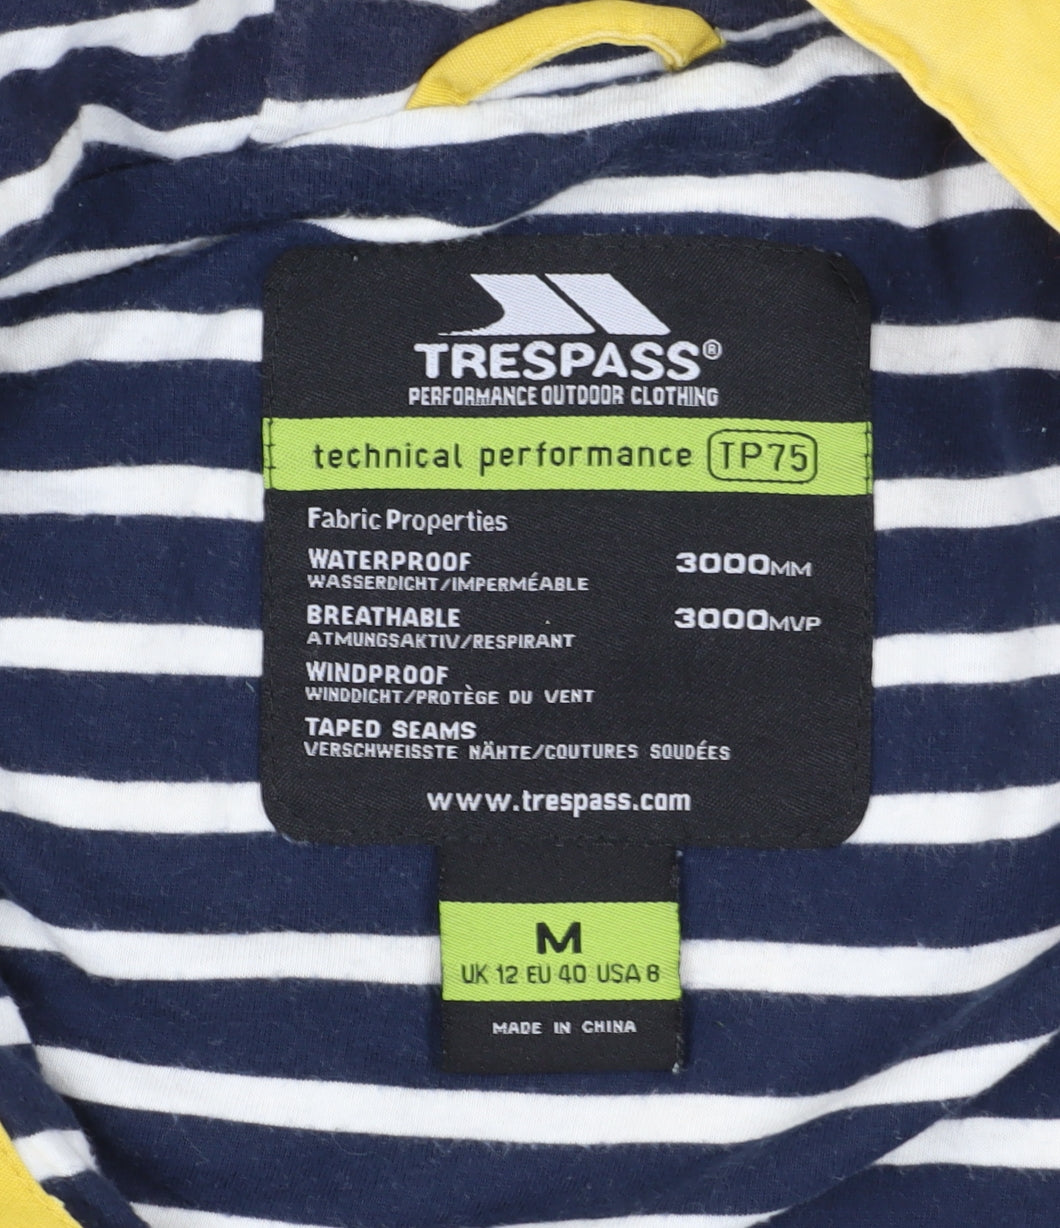 TRESPASS®
PERFORMANCE OUTDOOR CLOTHING
technical performance TP75
Fabric Properties
WATERPROOF 3000MM
WASSERDICHT/IMPERMÉABLE
BREATHABLE 3000MVP
ATMUNGSAKTIV/RESPIRANT
WINDPROOF
WINDDICHT/PROTÈGE DU VENT
TAPED SEAMS
VERSCHWEISSTE NÄHTE/COUTURES SOUDÉES
www.trespass.com
M
UK 12 EU 40 USA 8
MADE IN CHINA